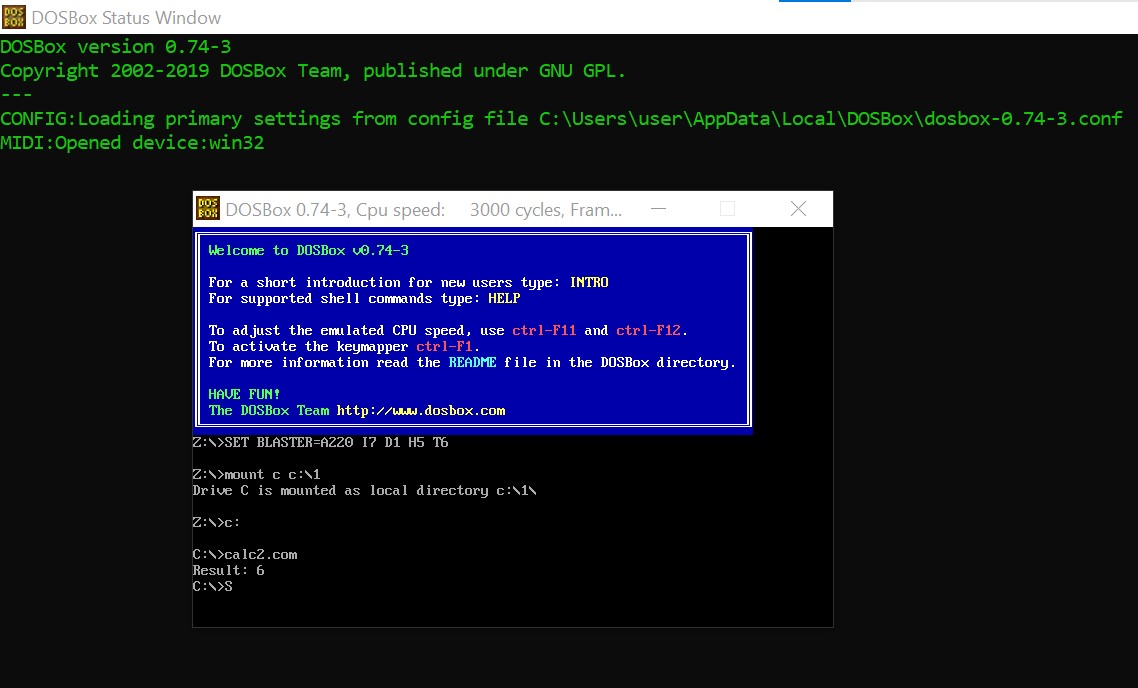 DOSBox Status Window
DOSBox version 0.74-3
Copyright 2002-2019 DOSBox Team, published under GNU GPL.
---
CONFIG:Loading primary settings from config file C:\Users\user\AppData\Local\DOSBox\dosbox-0.74-3.conf
MIDI:Opened device:win32
DOSBox 0.74-3, Cpu speed: 3000 cycles, Fram...
Welcome to DOSBox v0.74-3
For a short introduction for new users type: INTRO
For supported shell commands type: HELP
To adjust the emulated CPU speed, use ctrl-F11 and ctrl-F12.
To activate the keymapper ctrl-F1.
For more information read the README file in the DOSBox directory.
HAVE FUN!
The DOSBox Team http://www.dosbox.com
Z:\>SET BLASTER=A220 I7 D1 H5 T6
Z:\>mount c c:\1
Drive C is mounted as local directory c:\1\
Z:\>c:
C:\>calc2.com
Result: 6
C:\>S